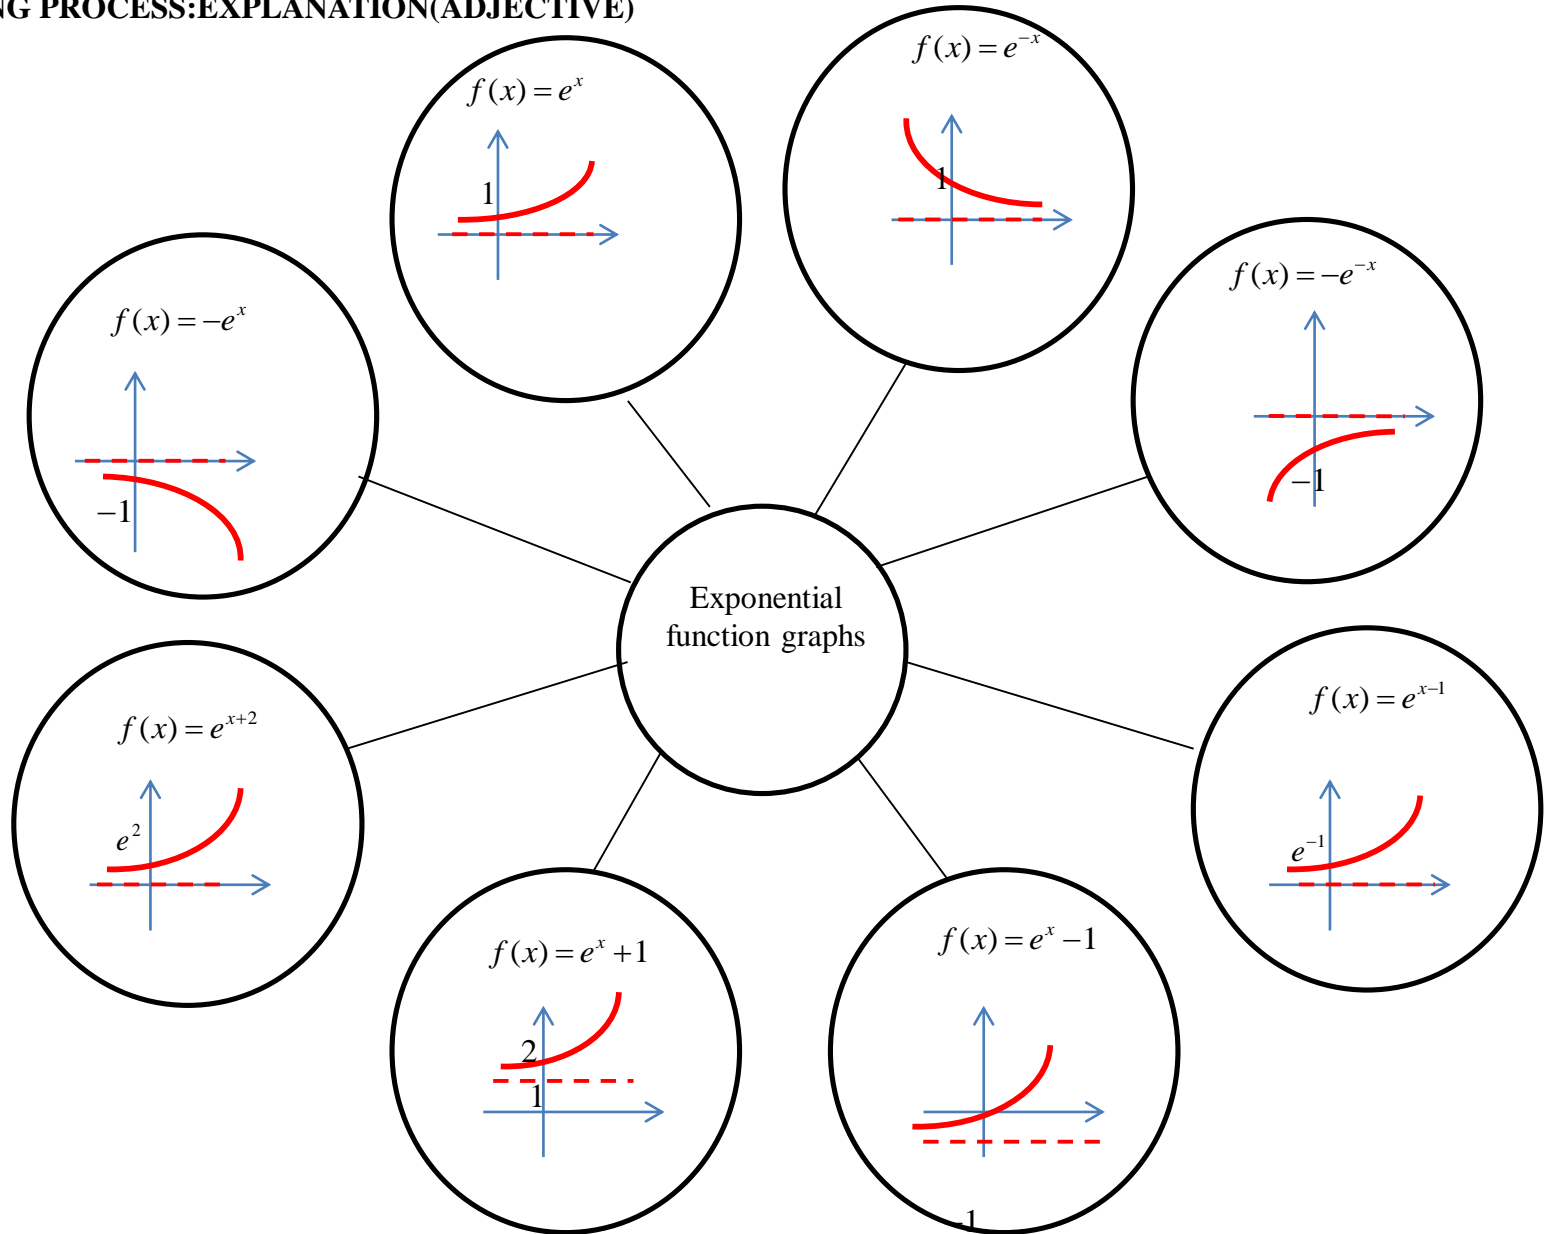 NG PROCESS:EXPLANATION(ADJECTIVE)
f(x) = e^{-x}
1
f(x) = e^{x}
1
f(x) = −e^{-x}
−1
f(x) = −e^{x}
−1
Exponential
function graphs
f(x) = e^{x−1}
e^{−1}
f(x) = e^{x+2}
e^{2}
f(x) = e^{x} +1
2
1
f(x) = e^{x} −1
-1